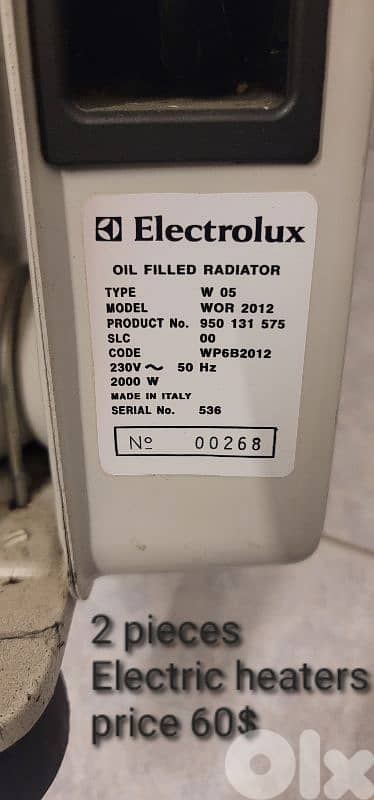 Electrolux
OIL FILLED RADIATOR
TYPE W 05
MODEL WOR 2012
PRODUCT No. 950 131 575
SLC 00
CODE WP6B2012
230V ~ 50 Hz
2000 W
MADE IN ITALY
SERIAL No. 536
Nº 00268
2 pieces
Electric heaters
price 60$
Olx